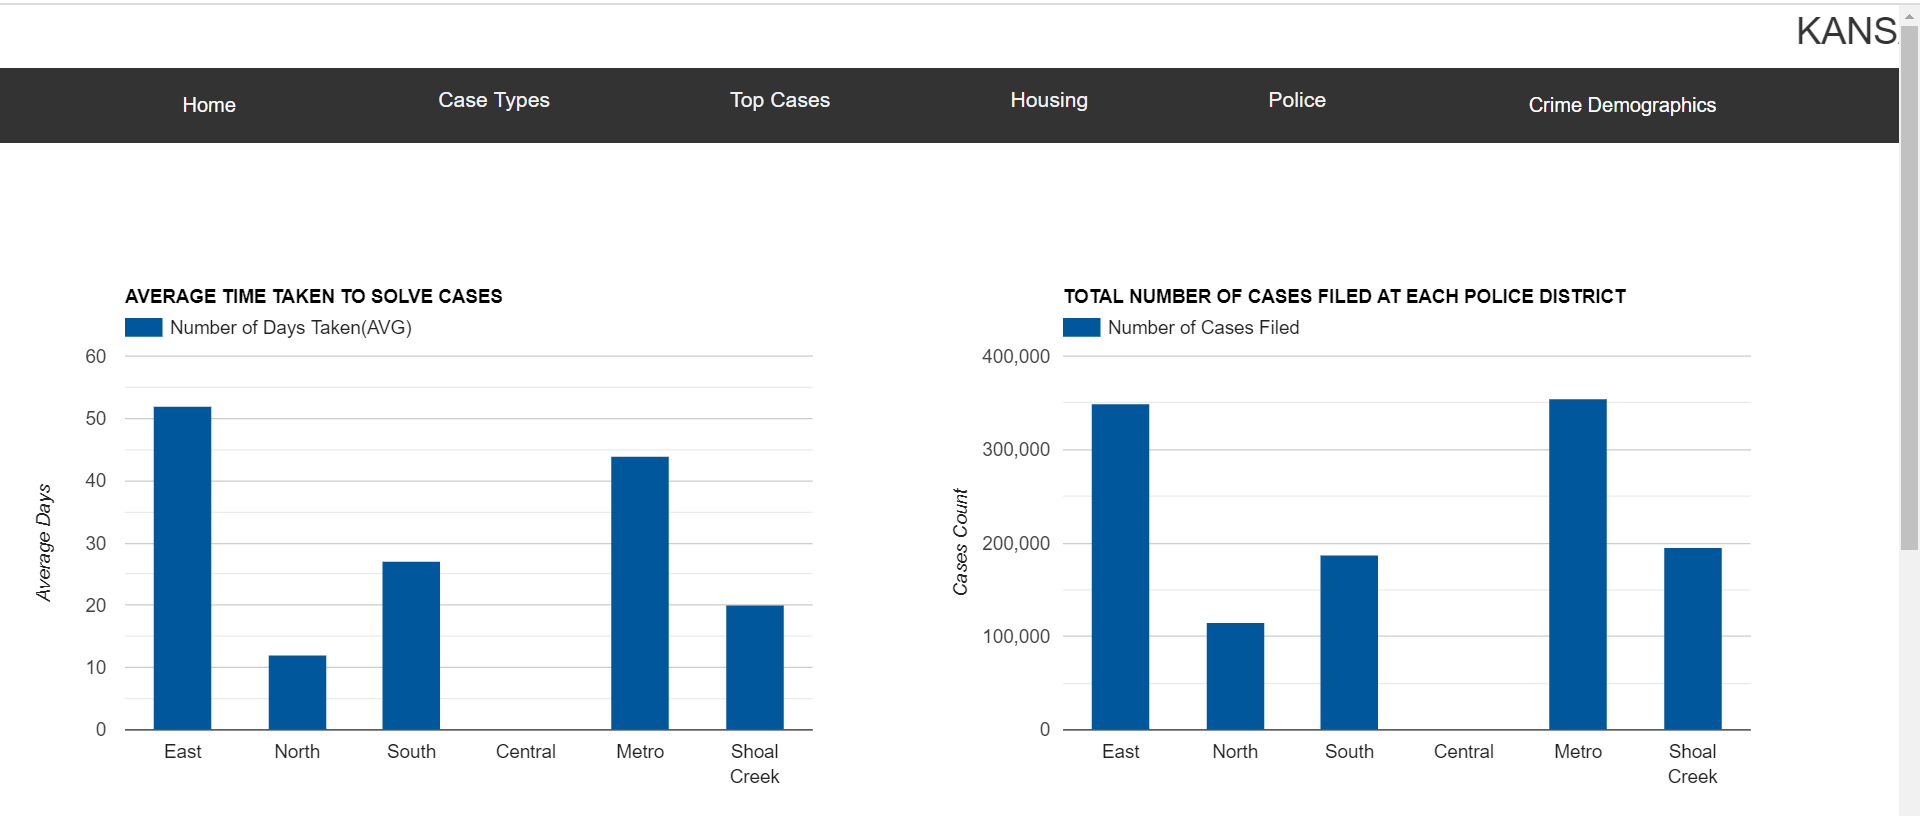 KANS
Home Case Types Top Cases Housing Police Crime Demographics
AVERAGE TIME TAKEN TO SOLVE CASES
Number of Days Taken(AVG)
60
50
40
30
20
10
0
Average Days
East North South Central Metro Shoal
Creek
TOTAL NUMBER OF CASES FILED AT EACH POLICE DISTRICT
Number of Cases Filed
400,000
300,000
200,000
100,000
0
Cases Count
East North South Central Metro Shoal
Creek